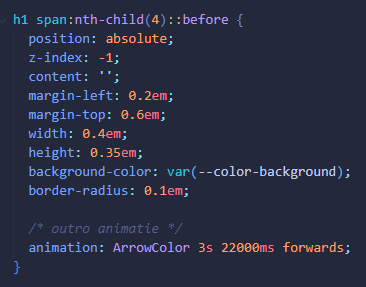 h1 span:nth-child(4)::before {
position: absolute;
z-index: -1;
content: '';
margin-left: 0.2em;
margin-top: 0.6em;
width: 0.4em;
height: 0.35em;
background-color: var(--color-background);
border-radius: 0.1em;
/* outro animatie */
animation: ArrowColor 3s 22000ms forwards;
}